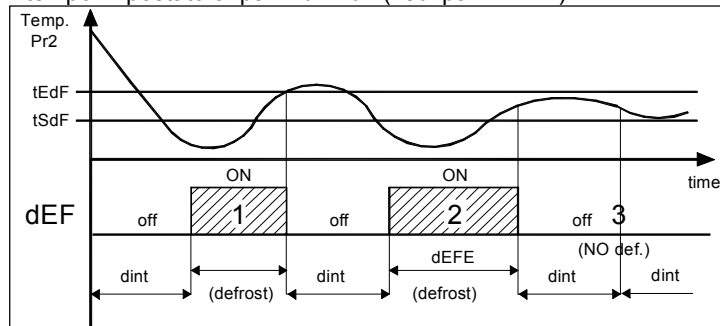 Temp.
Pr2
tEdF
tSdF
time
ON ON
dEF off 1 off 2 off 3
(NO def.)
dEFE
dint dint dint dint
(defrost) (defrost)